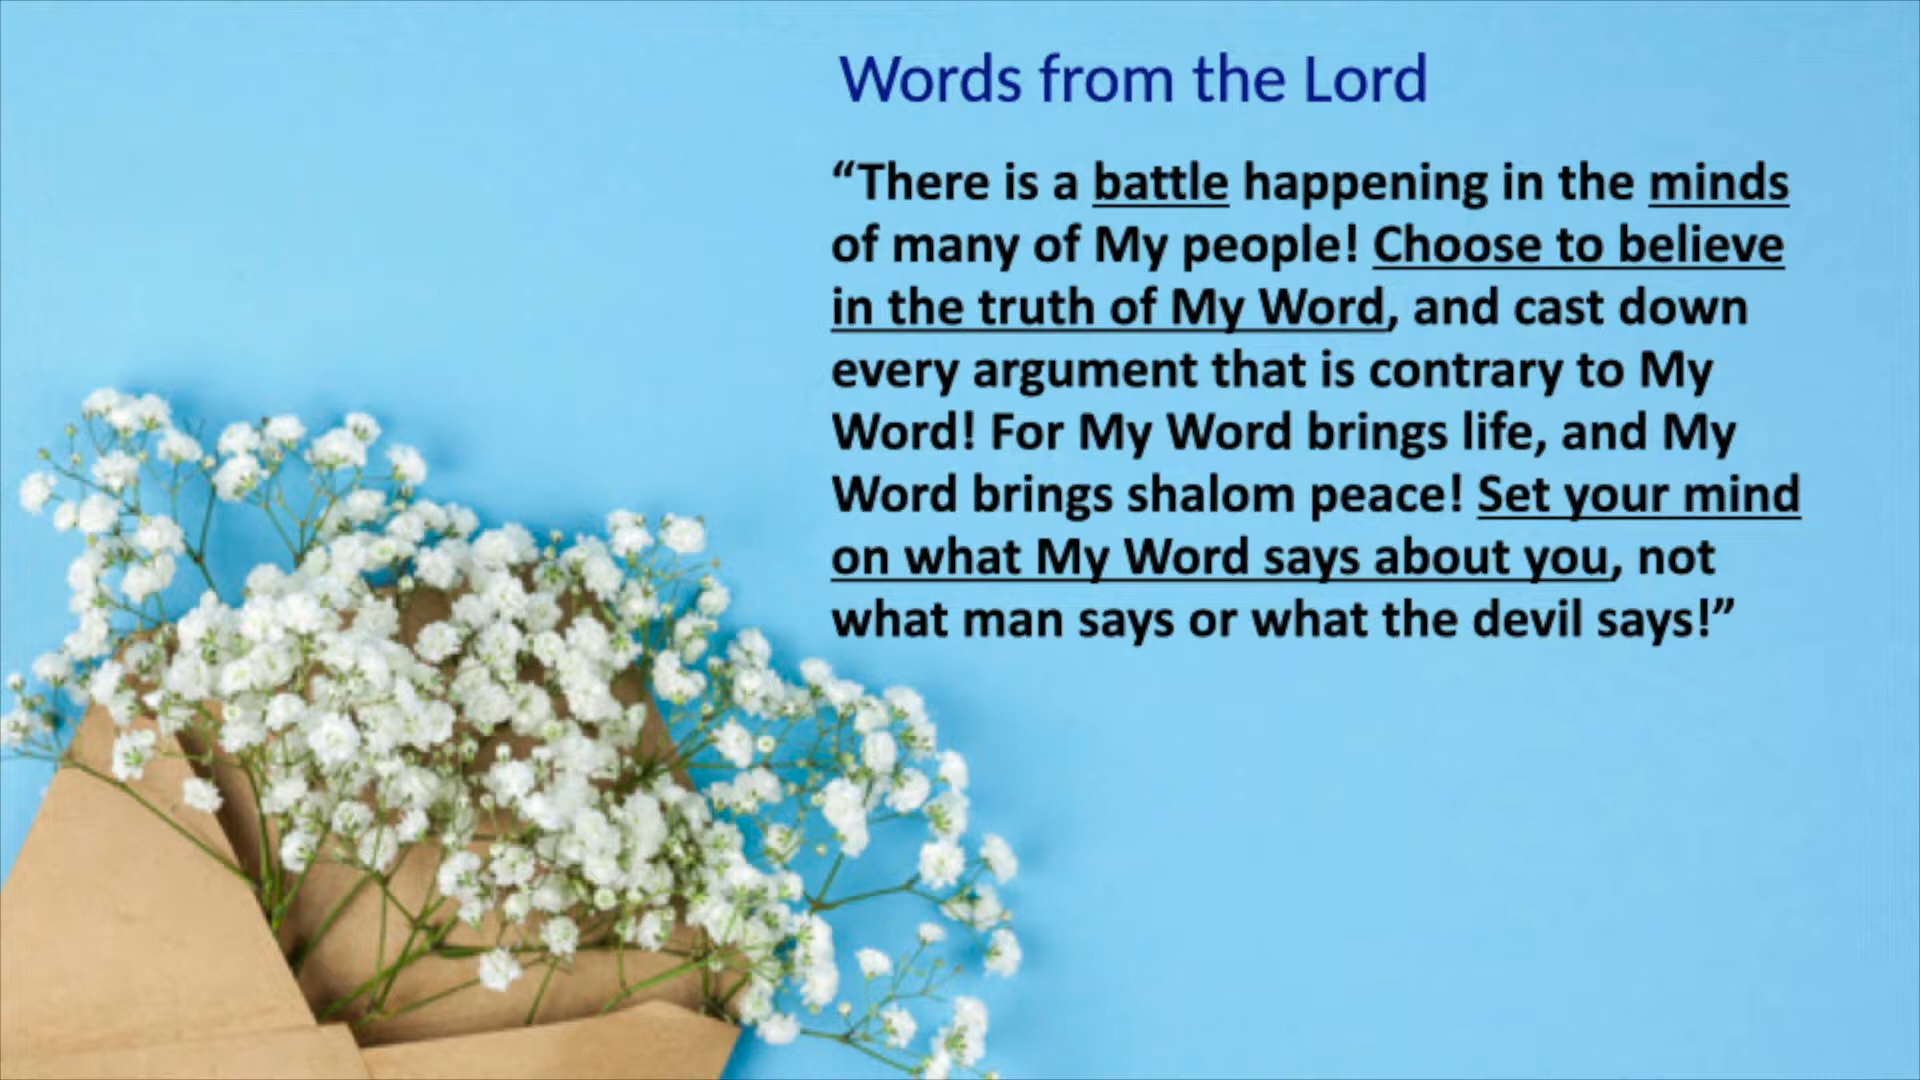 Words from the Lord
“There is a battle happening in the minds
of many of My people! Choose to believe
in the truth of My Word, and cast down
every argument that is contrary to My
Word! For My Word brings life, and My
Word brings shalom peace! Set your mind
on what My Word says about you, not
what man says or what the devil says!”